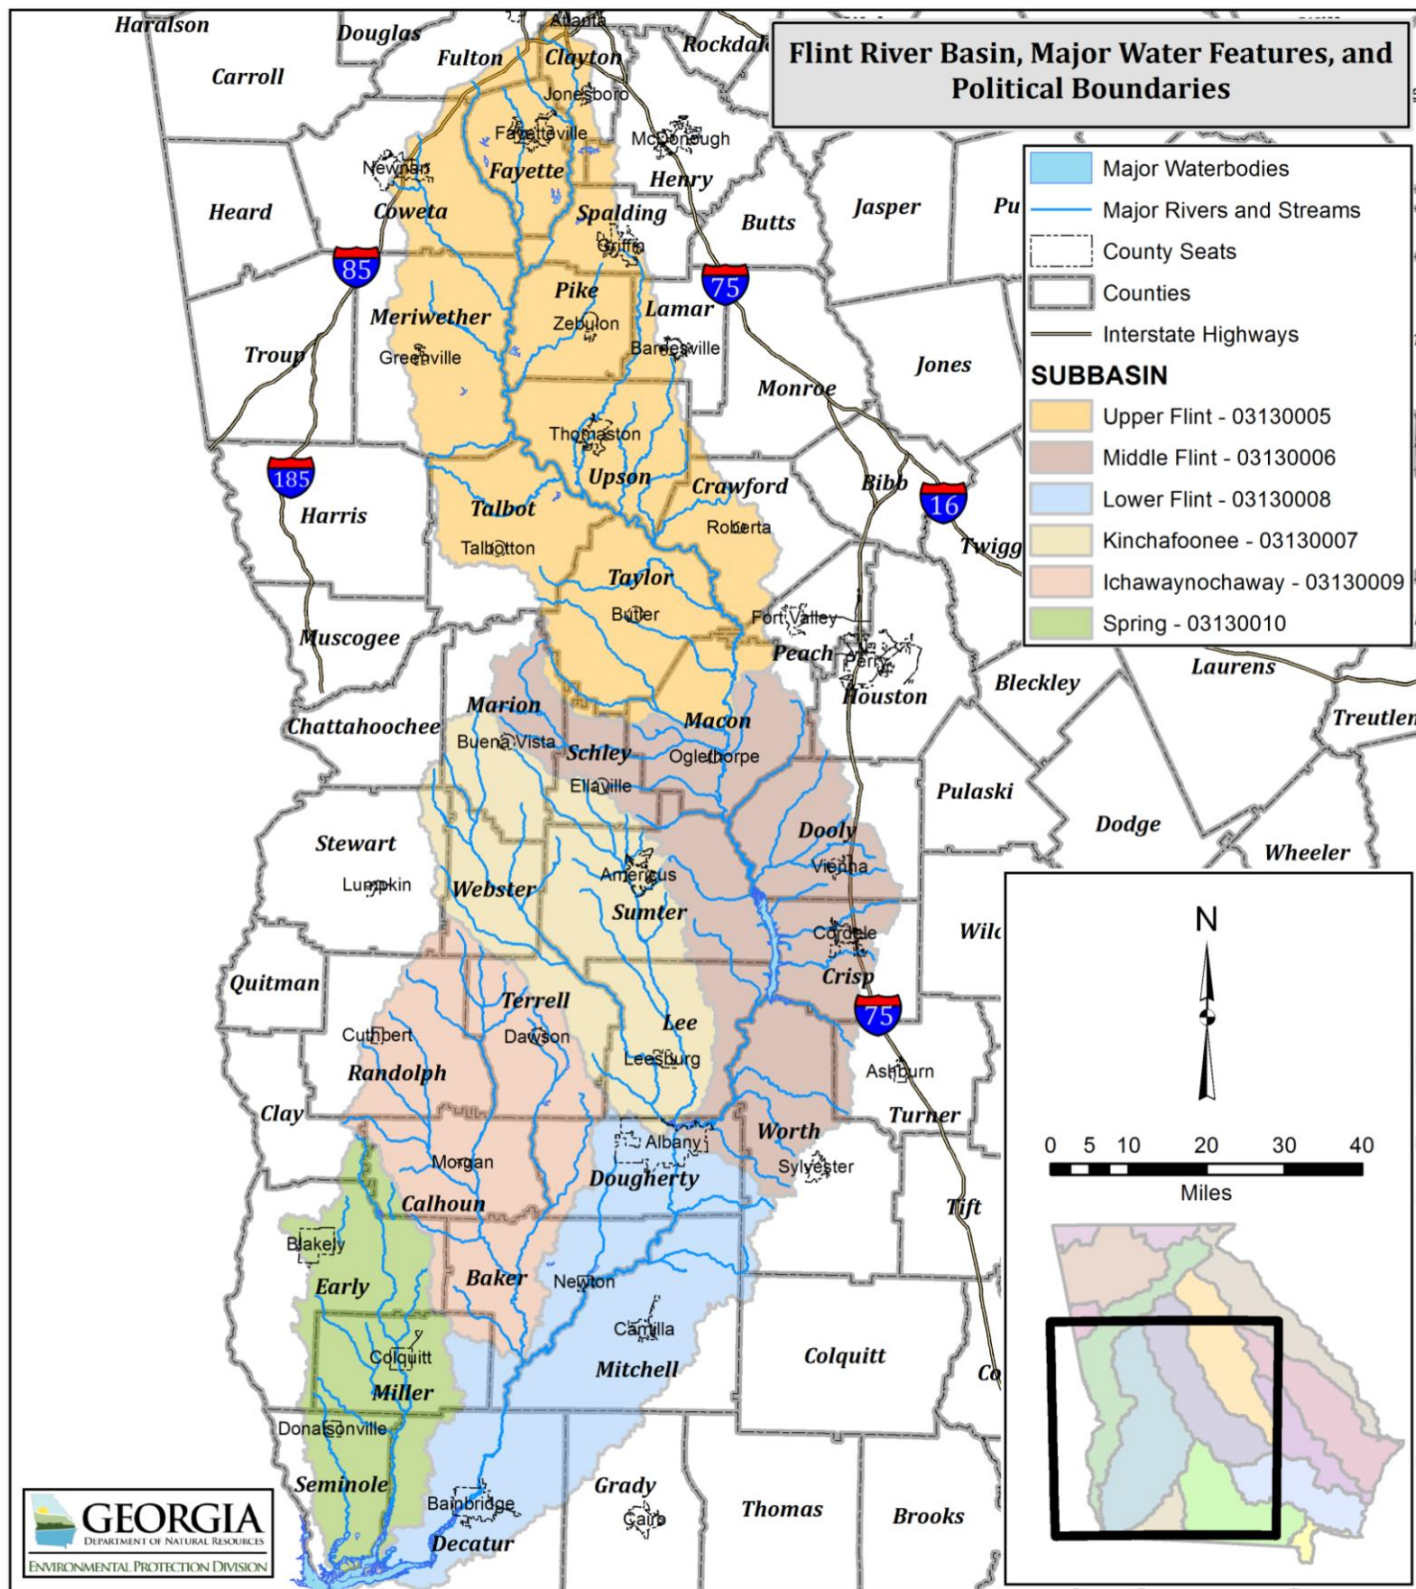 Flint River Basin, Major Water Features, and
Political Boundaries
Haralson
Douglas
Atlanta
Carroll
Fulton
Clayton
Jonesboro
Fayetteville
McDonough
Newnan
Fayette
Henry
Heard
Coweta
Spalding
Butts
Jasper
Griffin
85
75
Pike
Meriwether
Zebulon
Lamar
Troup
Greenville
Monroe
Jones
Thomaston
185
Upson
Crawford
Bibb
16
Harris
Talbot
Roberta
Twigg
Talbotton
Taylor
Butler
Fort Valley
Muscogee
Peach
Perry
Houston
Bleckley
Laurens
Marion
Macon
Treutlen
Chattahoochee
Buena Vista
Schley
Oglethorpe
Ellaville
Pulaski
Dooly
Dodge
Stewart
Vienna
Wheeler
Lumpkin
Webster
Americus
Sumter
Cordele
Wilc
Quitman
Crisp
Terrell
75
Cuthbert
Dawson
Lee
Leesburg
Randolph
Ashburn
Clay
Turner
Worth
Albany
Morgan
Sylvester
Dougherty
Calhoun
Tift
Blakely
Early
Baker
Newton
Camilla
Colquitt
Mitchell
Colquitt
Co
Miller
Donalsonville
Seminole
Bainbridge
Grady
Thomas
Brooks
Cairo
Decatur
Major Waterbodies
Major Rivers and Streams
County Seats
Counties
Interstate Highways
SUBBASIN
Upper Flint - 03130005
Middle Flint - 03130006
Lower Flint - 03130008
Kinchafoonee - 03130007
Ichawaynochaway - 03130009
Spring - 03130010
N
0 5 10 20 30 40
Miles
GEORGIA
DEPARTMENT OF NATURAL RESOURCES
ENVIRONMENTAL PROTECTION DIVISION